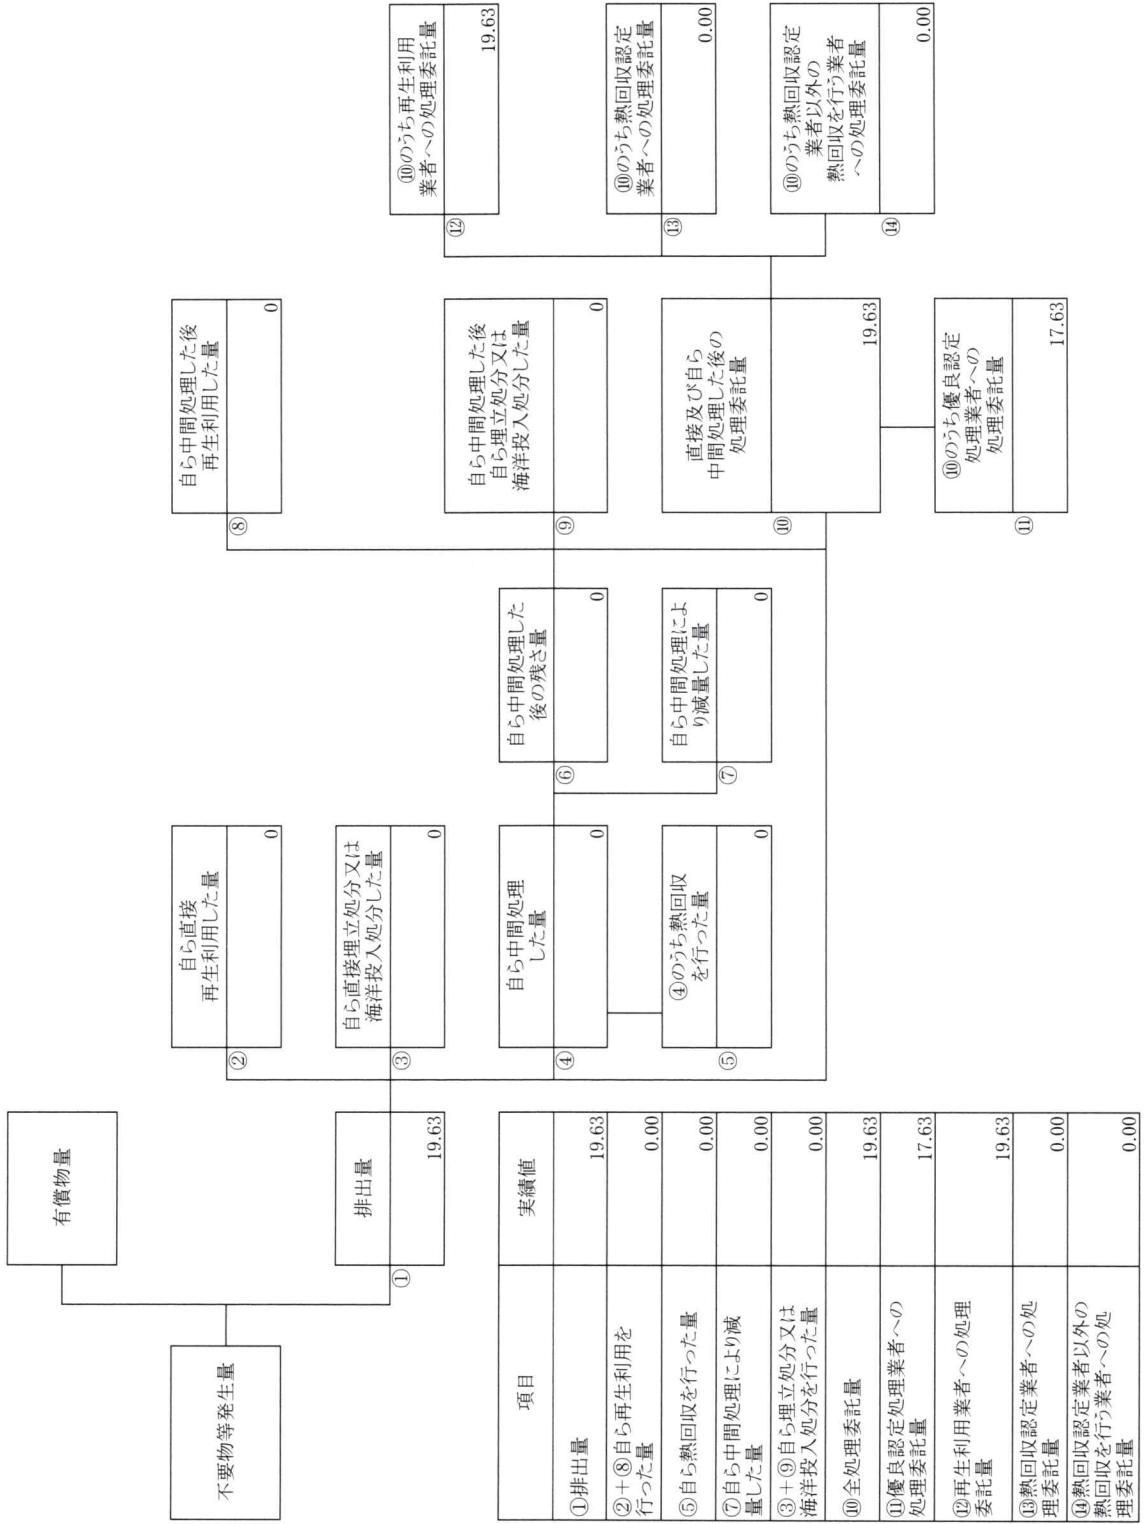 不要物等発生量
有償物量
排出量
①
19.63
自ら直接
再生利用した量
②
0
自ら直接埋立処分又は
海洋投入処分した量
③
0
自ら中間処理
した量
④
0
④のうち熱回収
を行った量
⑤
0
自ら中間処理した
後の残さ量
⑥
0
自ら中間処理によ
り減量した量
⑦
0
自ら中間処理した後
再生利用した量
⑧
0
自ら中間処理した後
自ら埋立処分又は
海洋投入処分した量
⑨
0
直接及び自ら
中間処理した後の
処理委託量
⑩
19.63
⑩のうち優良認定
処理業者への
処理委託量
⑪
17.63
⑩のうち再生利用
業者への処理委託量
⑫
19.63
⑩のうち熱回収認定
業者への処理委託量
⑬
0.00
⑩のうち熱回収認定
業者以外の
熱回収を行う業者
への処理委託量
⑭
0.00
項目
実績値
①排出量
19.63
②+⑧自ら再生利用を
行った量
0.00
⑤自ら熱回収を行った量
0.00
⑦自ら中間処理により減
量した量
0.00
③+⑨自ら埋立処分又は
海洋投入処分を行った量
0.00
⑩全処理委託量
19.63
⑪優良認定処理業者への
処理委託量
17.63
⑫再生利用業者への処理
委託量
19.63
⑬熱回収認定業者への処
理委託量
0.00
⑭熱回収認定業者以外の
熱回収を行う業者への処
理委託量
0.00